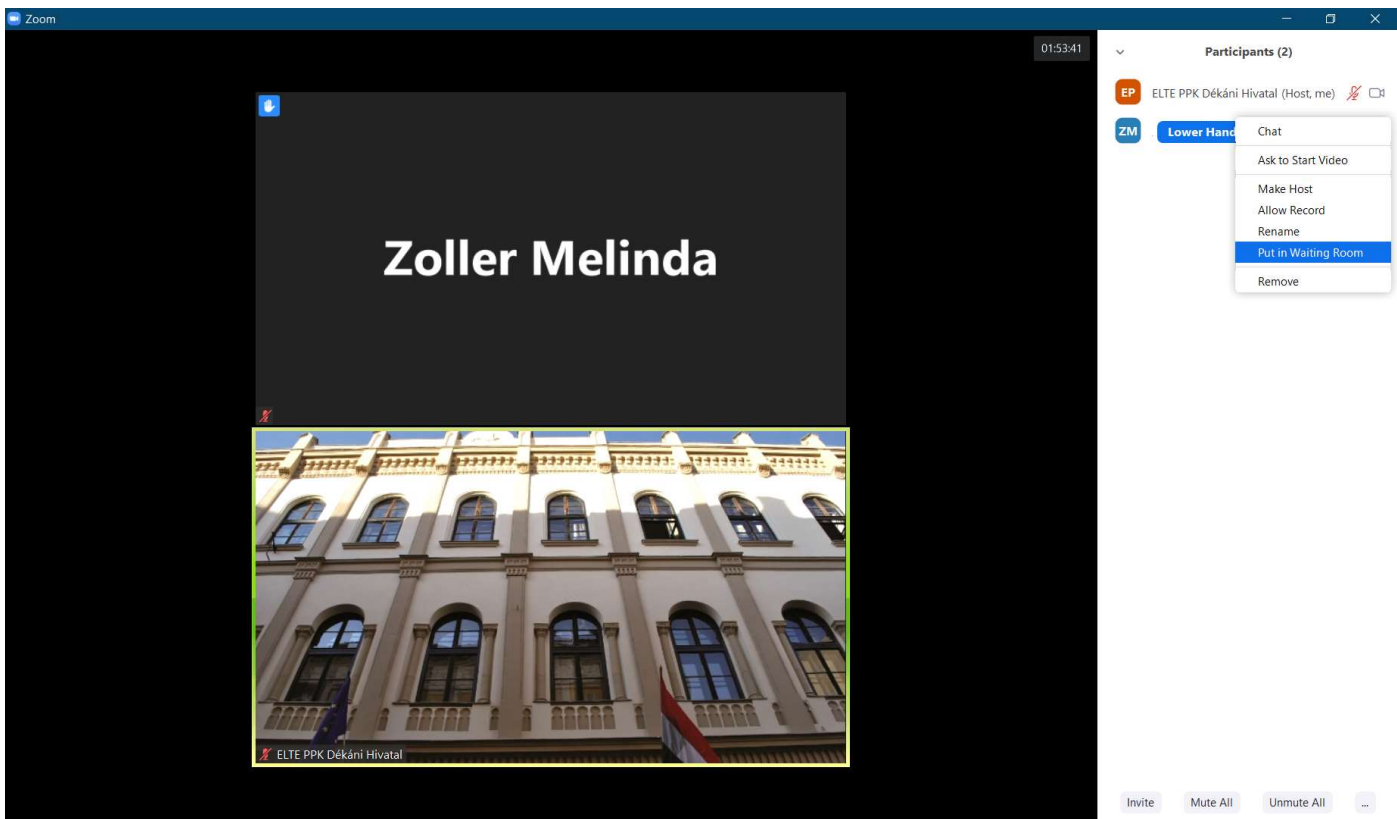 Zoom
01:53:41
Participants (2)
EP ELTE PPK Dékáni Hivatal (Host, me)
ZM Lower Hand
Chat
Ask to Start Video
Make Host
Allow Record
Rename
Put in Waiting Room
Remove
Zoller Melinda
ELTE PPK Dékáni Hivatal
Invite Mute All Unmute All ...